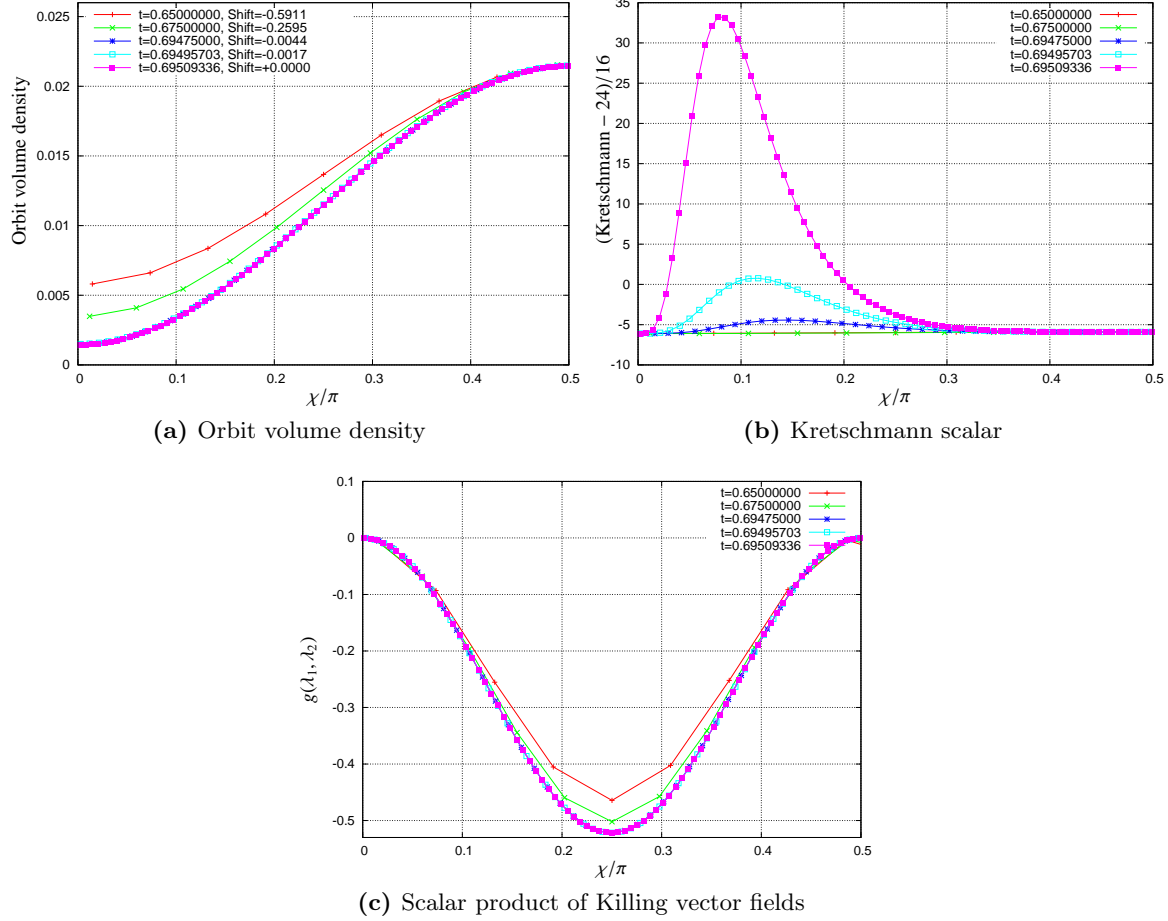 0.025
0.02
0.015
0.01
0.005
0
Orbit volume density
t=0.65000000, Shift=-0.5911
t=0.67500000, Shift=-0.2595
t=0.69475000, Shift=-0.0044
t=0.69495703, Shift=-0.0017
t=0.69509336, Shift=+0.0000
0 0.1 0.2 0.3 0.4 0.5
χ/π
(a) Orbit volume density
35
30
25
20
15
10
5
0
-5
-10
(Kretschmann − 24)/16
t=0.65000000
t=0.67500000
t=0.69475000
t=0.69495703
t=0.69509336
0 0.1 0.2 0.3 0.4 0.5
χ/π
(b) Kretschmann scalar
0.1
0
-0.1
-0.2
-0.3
-0.4
-0.5
g(λ₁, λ₂)
t=0.65000000
t=0.67500000
t=0.69475000
t=0.69495703
t=0.69509336
0 0.1 0.2 0.3 0.4 0.5
χ/π
(c) Scalar product of Killing vector fields